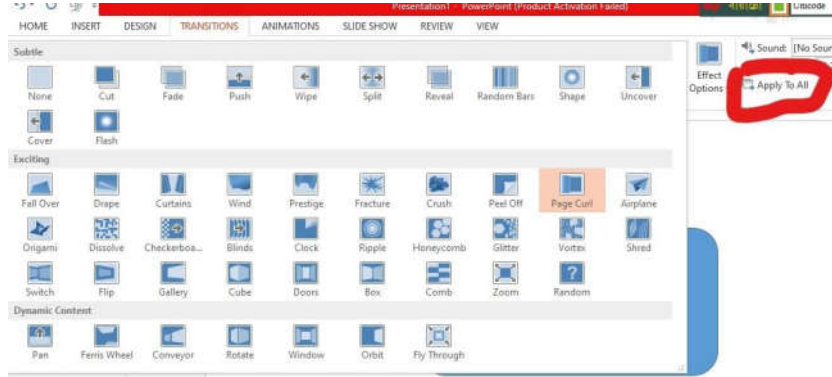 Presentation1 - PowerPoint (Product Activation Failed)
Unicode
HOME INSERT DESIGN TRANSITIONS ANIMATIONS SLIDE SHOW REVIEW VIEW
Subtle
None Cut Fade Push Wipe Split Reveal Random Bars Shape Uncover
Cover Flash
Exciting
Fall Over Drape Curtains Wind Prestige Fracture Crush Peel Off Page Curl Airplane
Origami Dissolve Checkerboa... Blinds Clock Ripple Honeycomb Glitter Vortex Shred
Switch Flip Gallery Cube Doors Box Comb Zoom Random
Dynamic Content
Pan Ferris Wheel Conveyor Rotate Window Orbit Fly Through
Effect
Options
Sound: [No Soun
Apply To All